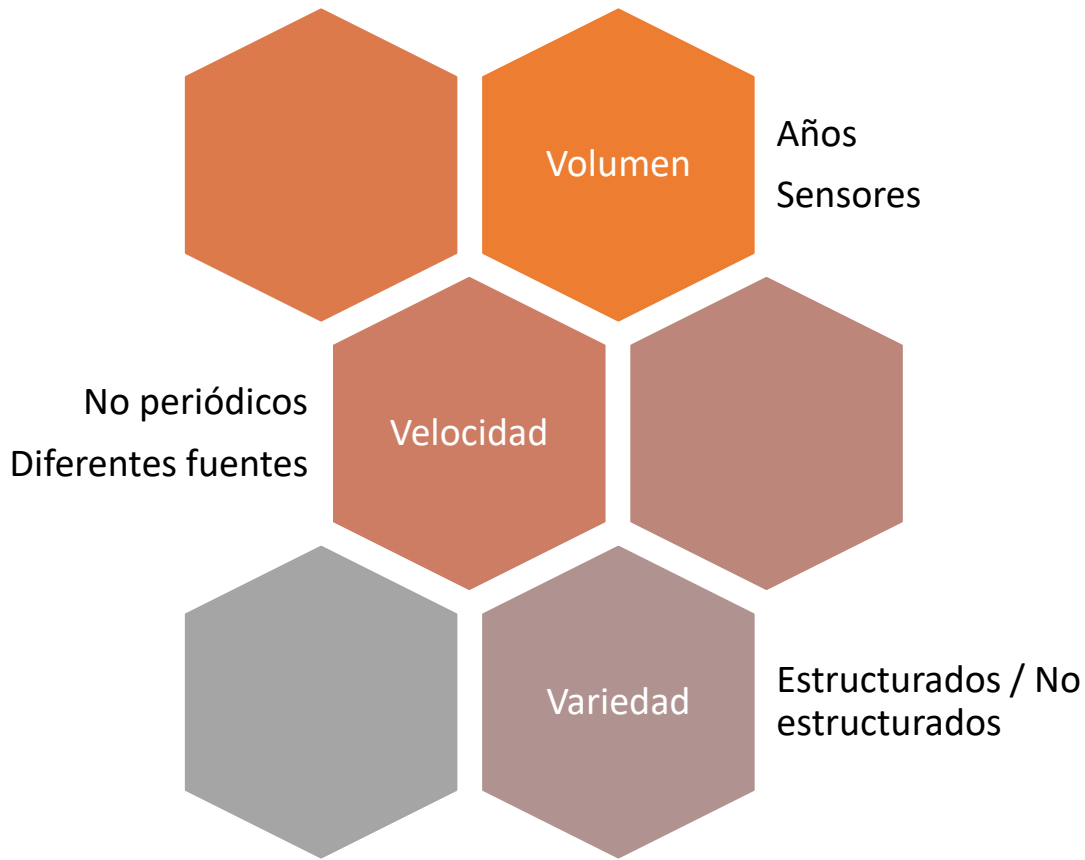 Volumen
Años
Sensores
No periódicos
Diferentes fuentes
Velocidad
Variedad
Estructurados / No
estructurados